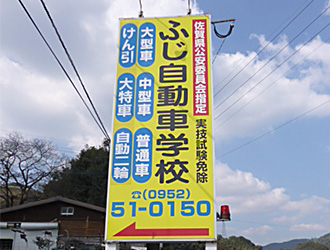 佐賀県公安委員会指定
実技試験免除
ふじ自動車学校
大型車
中型車
普通車
けん引
大特車
自動二輪
☎(0952)
51-0150